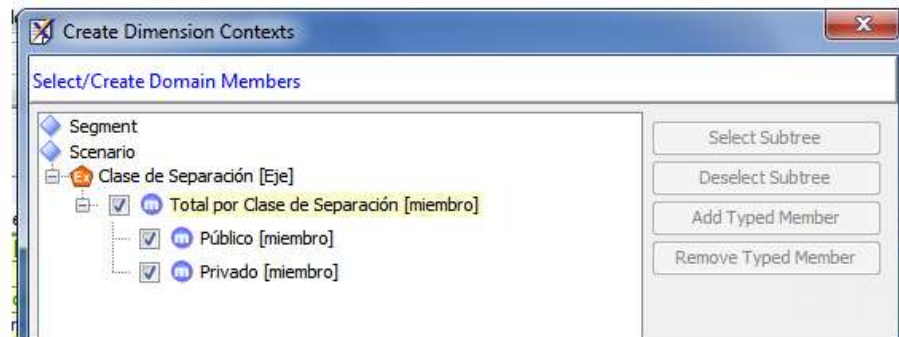 Create Dimension Contexts
Select/Create Domain Members
Segment
Scenario
Ex Clase de Separación [Eje]
m Total por Clase de Separación [miembro]
m Público [miembro]
m Privado [miembro]
Select Subtree
Deselect Subtree
Add Typed Member
Remove Typed Member